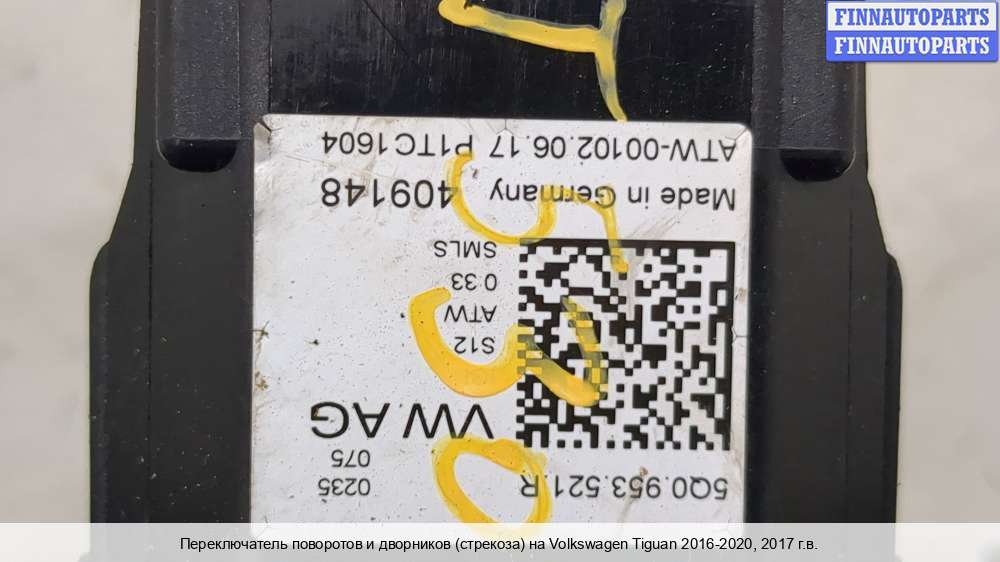 FINNAUTOPARTS
FINNAUTOPARTS
5Q0.953.521.R
0235
075
VW AG
S12
ATW
0.33
SMLS
Made in Germany 409148
ATW-00102.06.17 P1TC1604
Переключатель поворотов и дворников (стрекоза) на Volkswagen Tiguan 2016-2020, 2017 г.в.